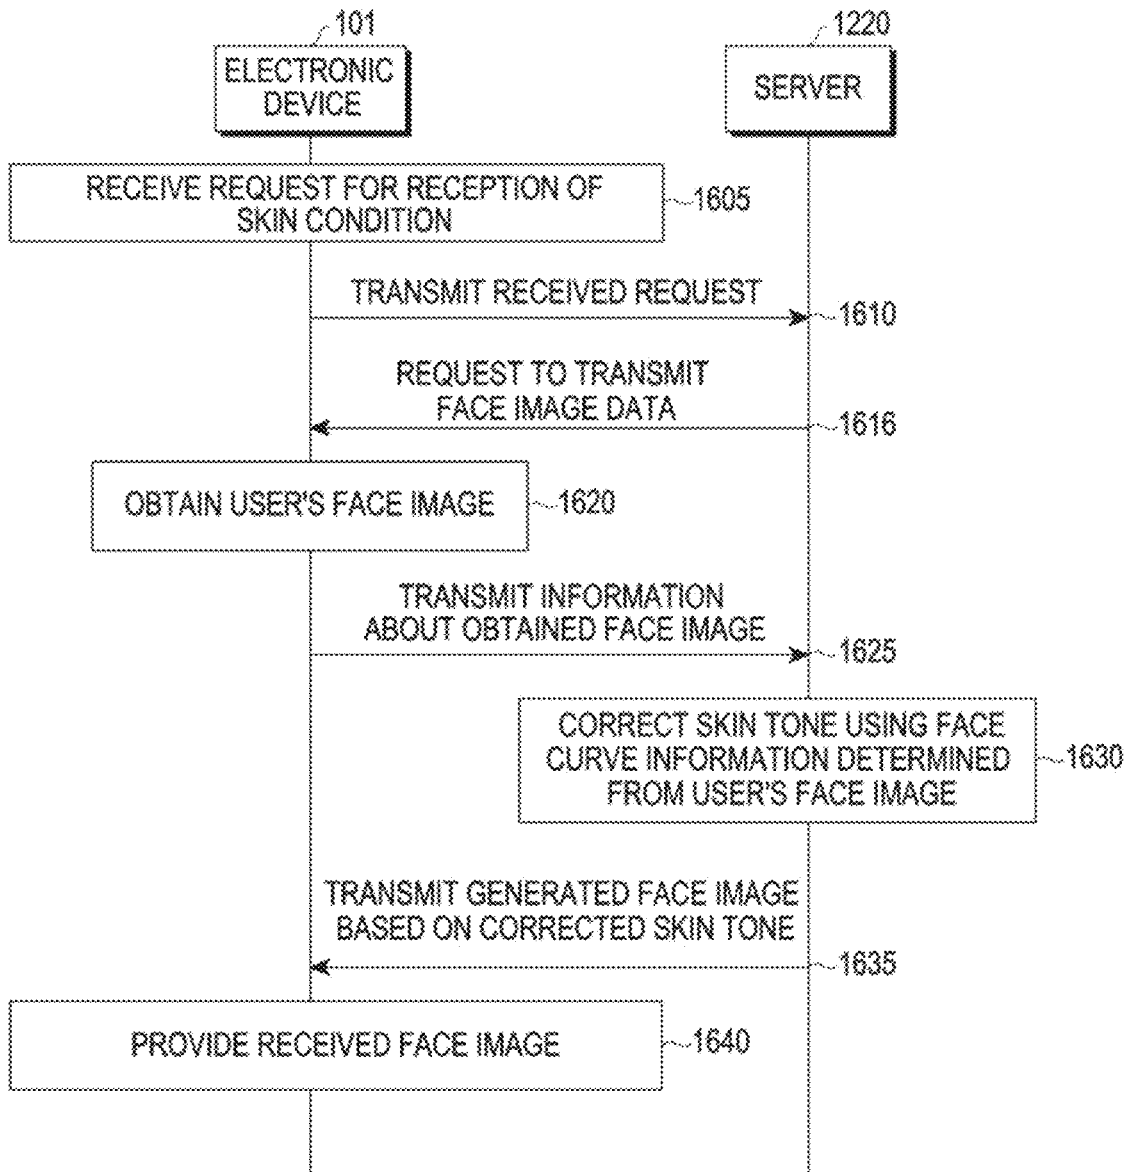 101
1220
ELECTRONIC
DEVICE
SERVER
RECEIVE REQUEST FOR RECEPTION OF
SKIN CONDITION
1605
TRANSMIT RECEIVED REQUEST
1610
REQUEST TO TRANSMIT
FACE IMAGE DATA
1616
OBTAIN USER'S FACE IMAGE
1620
TRANSMIT INFORMATION
ABOUT OBTAINED FACE IMAGE
1625
CORRECT SKIN TONE USING FACE
CURVE INFORMATION DETERMINED
FROM USER'S FACE IMAGE
1630
TRANSMIT GENERATED FACE IMAGE
BASED ON CORRECTED SKIN TONE
1635
PROVIDE RECEIVED FACE IMAGE
1640